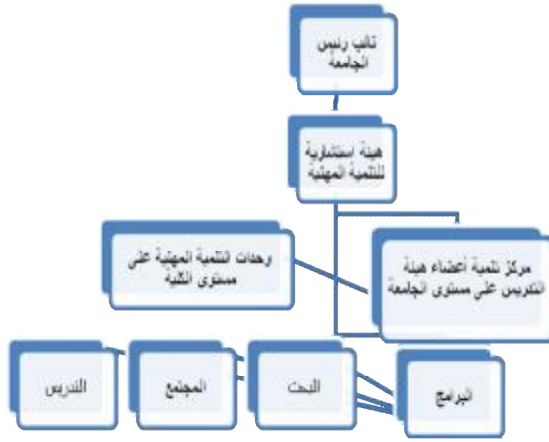 نائب رئيس
الجامعة
هيئة استشارية
للتنمية المهنية
مركز تنمية أعضاء هيئة
التدريس على مستوى الجامعة
وحدات التنمية المهنية على
مستوى الكلية
البرامج
البحث
المجتمع
التدريس